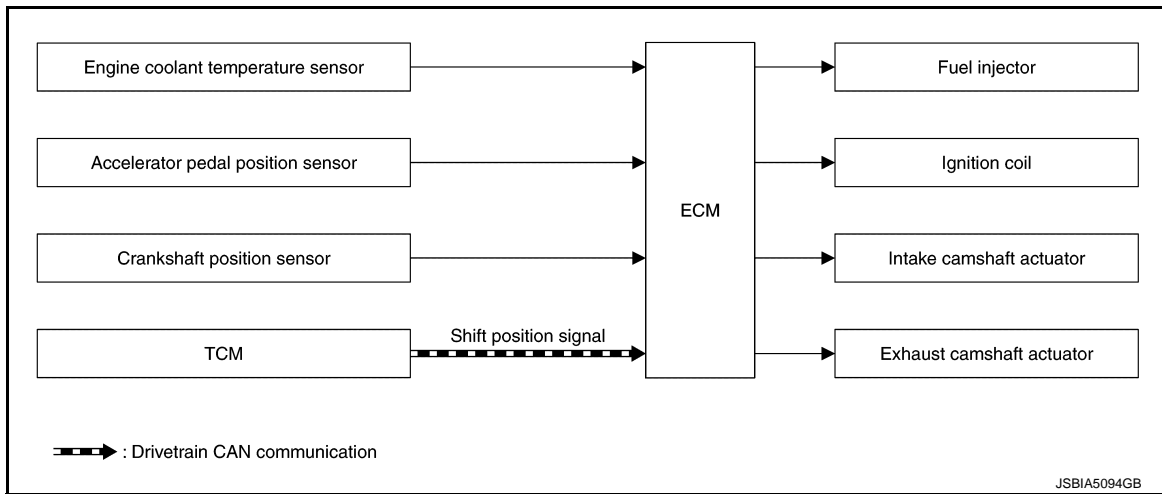 Engine coolant temperature sensor
Accelerator pedal position sensor
Crankshaft position sensor
TCM
Shift position signal
ECM
Fuel injector
Ignition coil
Intake camshaft actuator
Exhaust camshaft actuator
: Drivetrain CAN communication
JSBIA5094GB